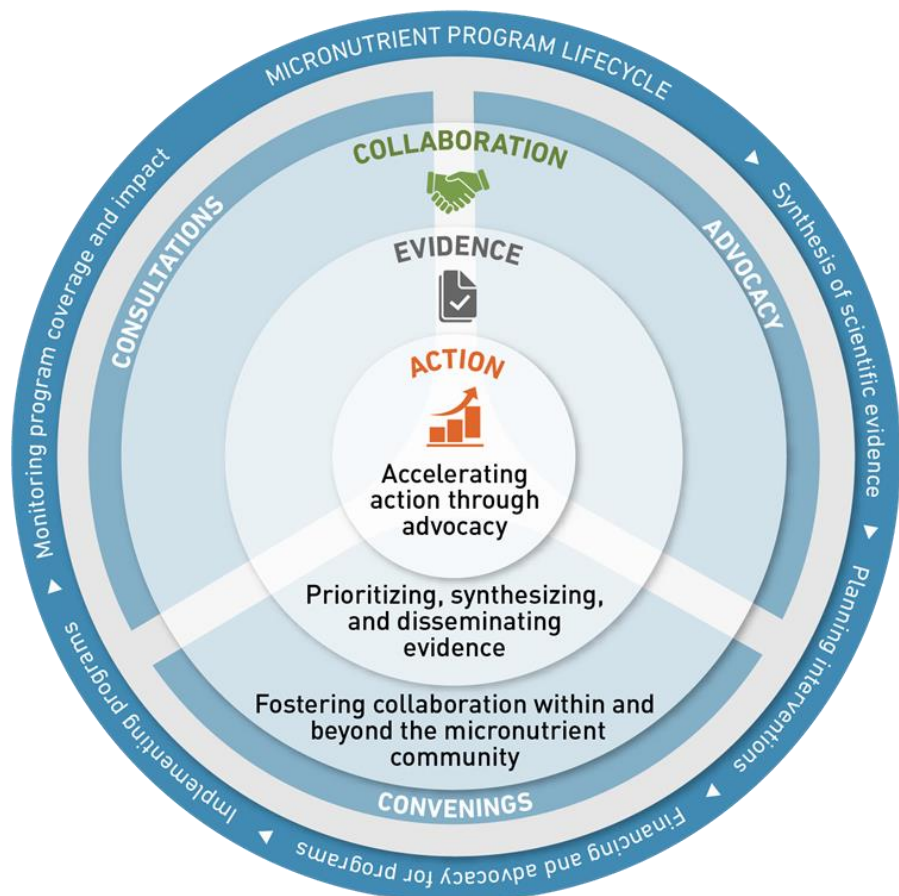 MICRONUTRIENT PROGRAM LIFECYCLE
Synthesis of scientific evidence
Planning interventions
Financing and advocacy for programs
Implementing programs
Monitoring program coverage and impact
CONSULTATIONS
ADVOCACY
CONVENINGS
COLLABORATION
EVIDENCE
ACTION
Accelerating
action through
advocacy
Prioritizing, synthesizing,
and disseminating
evidence
Fostering collaboration within and
beyond the micronutrient
community